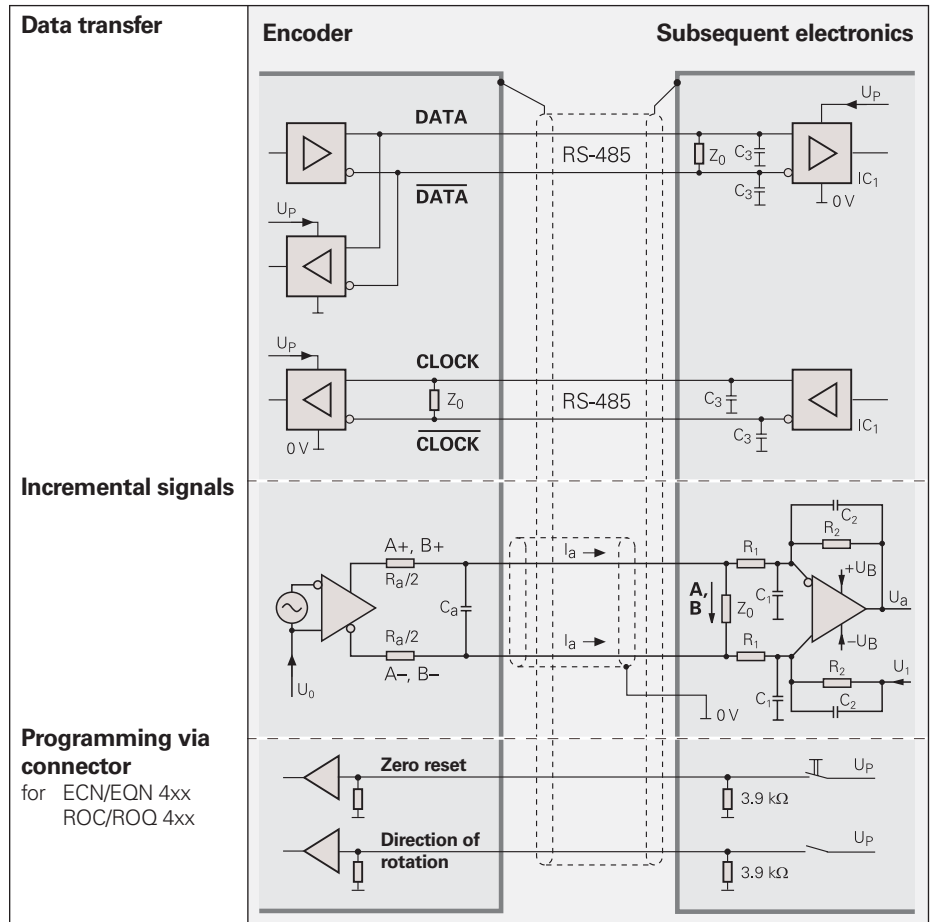 Data transfer
Encoder
Subsequent electronics
DATA
RS-485
DATA
Z0
C3
C3
UP
IC1
0 V
UP
UP
CLOCK
Z0
RS-485
CLOCK
0 V
C3
C3
IC1
Incremental signals
A+, B+
Ra/2
Ca
Ra/2
A–, B–
U0
Ia
Ia
0 V
A,
B
Z0
R1
R1
C1
C1
C2
R2
+UB
–UB
Ua
R2
C2
U1
Programming via
connector
for ECN/EQN 4xx
ROC/ROQ 4xx
Zero reset
3.9 kΩ
UP
Direction of
rotation
3.9 kΩ
UP